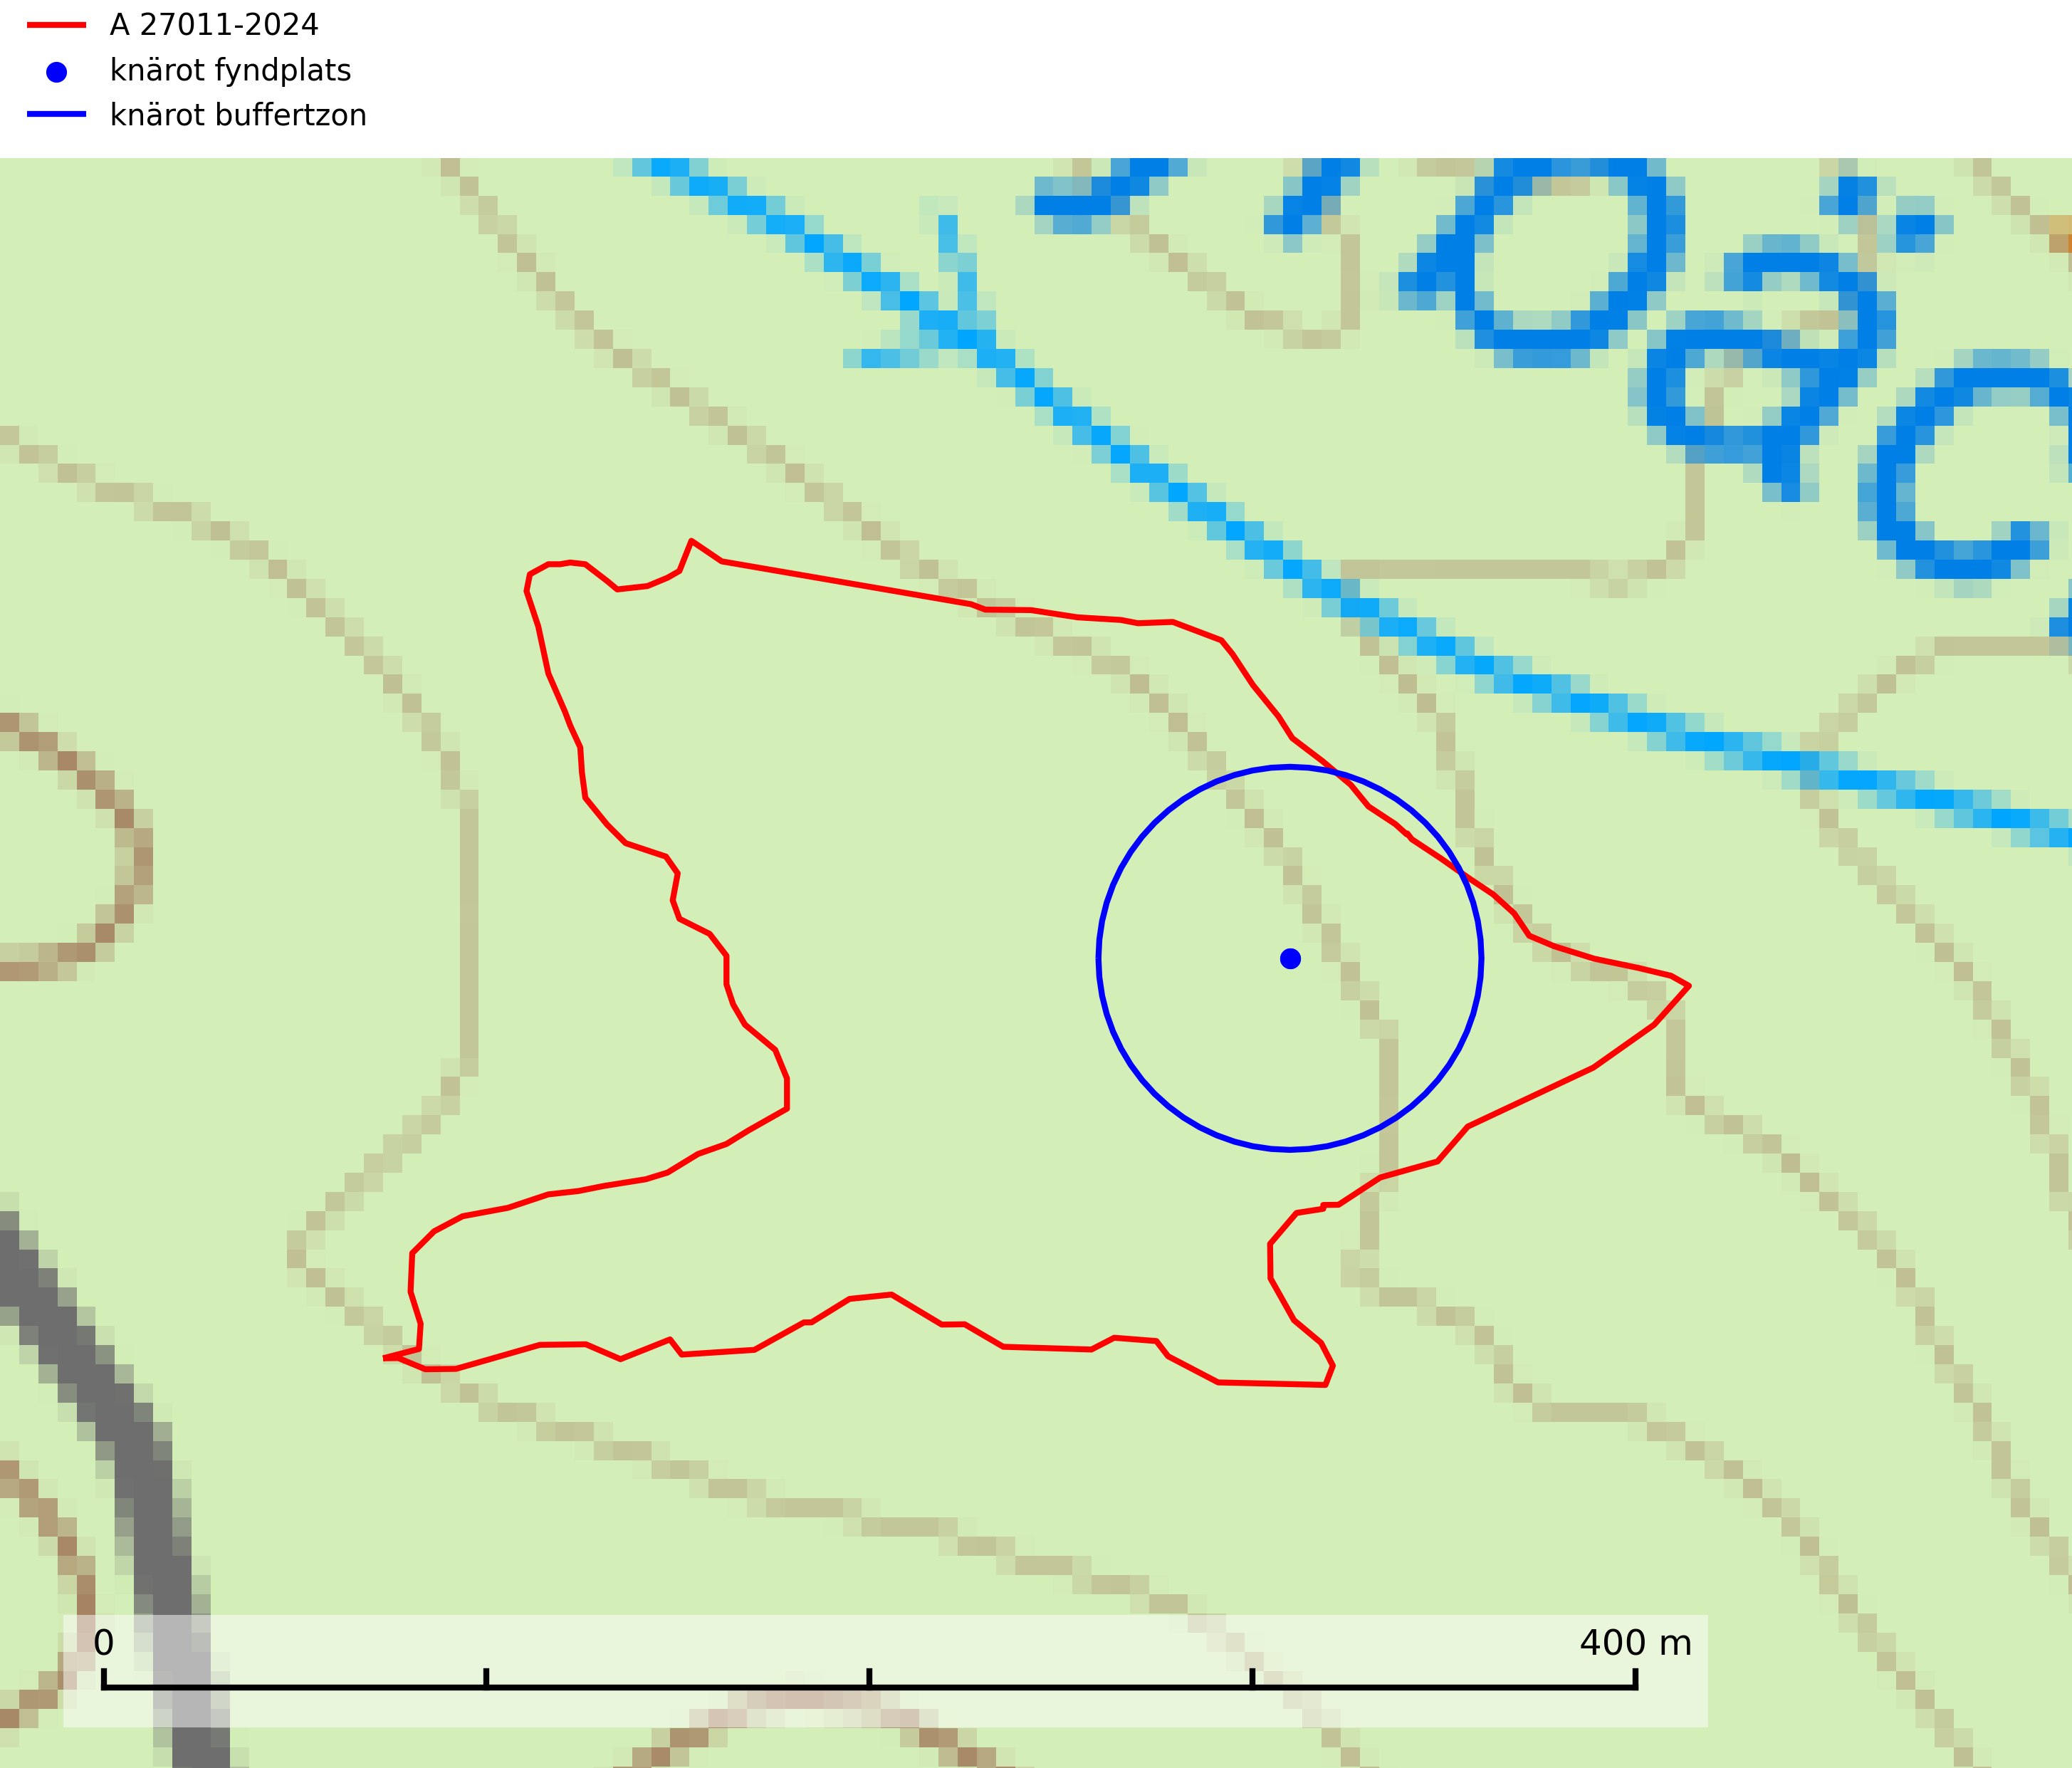 A 27011-2024
knärot fyndplats
knärot buffertzon
0 400 m